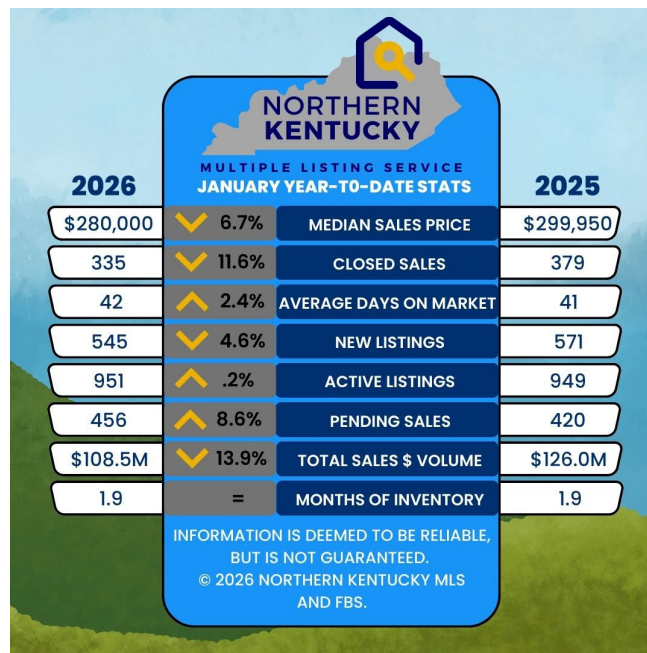 NORTHERN
KENTUCKY
MULTIPLE LISTING SERVICE
2026 JANUARY YEAR-TO-DATE STATS 2025
$280,000 6.7% MEDIAN SALES PRICE $299,950
335 11.6% CLOSED SALES 379
42 2.4% AVERAGE DAYS ON MARKET 41
545 4.6% NEW LISTINGS 571
951 .2% ACTIVE LISTINGS 949
456 8.6% PENDING SALES 420
$108.5M 13.9% TOTAL SALES $ VOLUME $126.0M
1.9 = MONTHS OF INVENTORY 1.9
INFORMATION IS DEEMED TO BE RELIABLE,
BUT IS NOT GUARANTEED.
© 2026 NORTHERN KENTUCKY MLS
AND FBS.